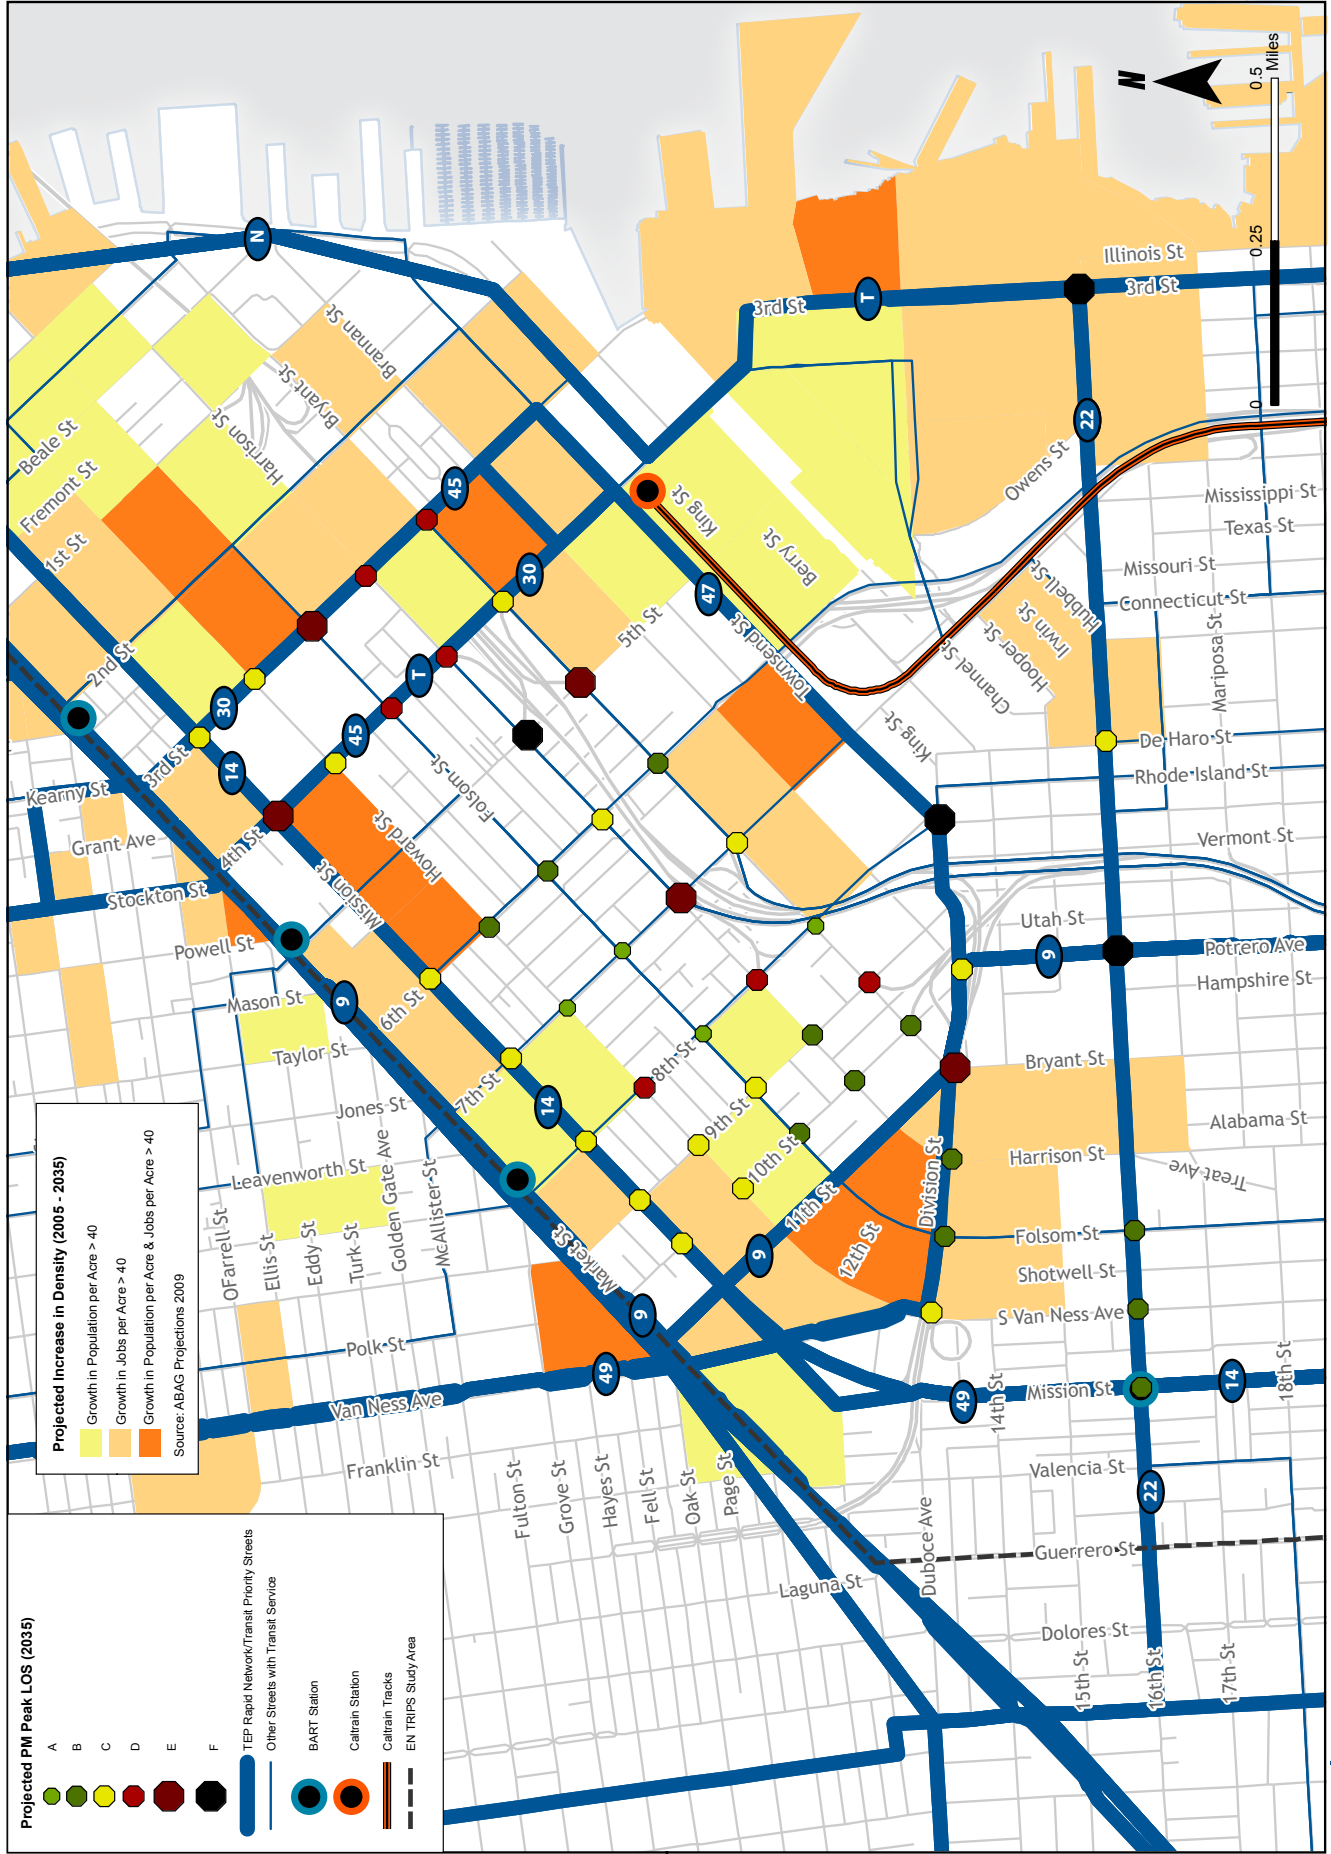 Projected PM Peak LOS (2035)
A
B
C
D
E
F
TEP Rapid Network/Transit Priority Streets
Other Streets with Transit Service
BART Station
Caltrain Station
Caltrain Tracks
EN TRIPS Study Area
Projected Increase in Density (2005 - 2035)
Growth in Population per Acre > 40
Growth in Jobs per Acre > 40
Growth in Population per Acre & Jobs per Acre > 40
Source: ABAG Projections 2009
Beale St
Fremont St
1st St
2nd St
3rd St
Kearny St
Grant Ave
Stockton St
4th St
Powell St
Mason St
Taylor St
Jones St
Leavenworth St
OFarrell St
Ellis St
Eddy St
Turk St
Golden Gate Ave
McAllister St
Polk St
Van Ness Ave
Franklin St
Fulton St
Grove St
Hayes St
Fell St
Oak St
Page St
Laguna St
Duboce Ave
Market St
Mission St
Howard St
Folsom St
Harrison St
Bryant St
Brannan St
5th St
6th St
7th St
8th St
9th St
10th St
11th St
12th St
Division St
Townsend St
King St
Berry St
King St
Channel St
Hooper St
Irwin St
Hubbell St
Owens St
3rd St
Illinois St
3rd St
Mississippi St
Texas St
Missouri St
Connecticut St
Mariposa St
De Haro St
Rhode Island St
Vermont St
Utah St
Potrero Ave
Hampshire St
Bryant St
Alabama St
Harrison St
Treat Ave
Folsom St
Shotwell St
S Van Ness Ave
Mission St
14th St
18th St
Valencia St
Guerrero St
Dolores St
15th St
16th St
17th St
N
T
45
30
47
30
T
45
14
9
14
9
9
49
49
14
22
22
9
N
0
0.25
0.5
Miles